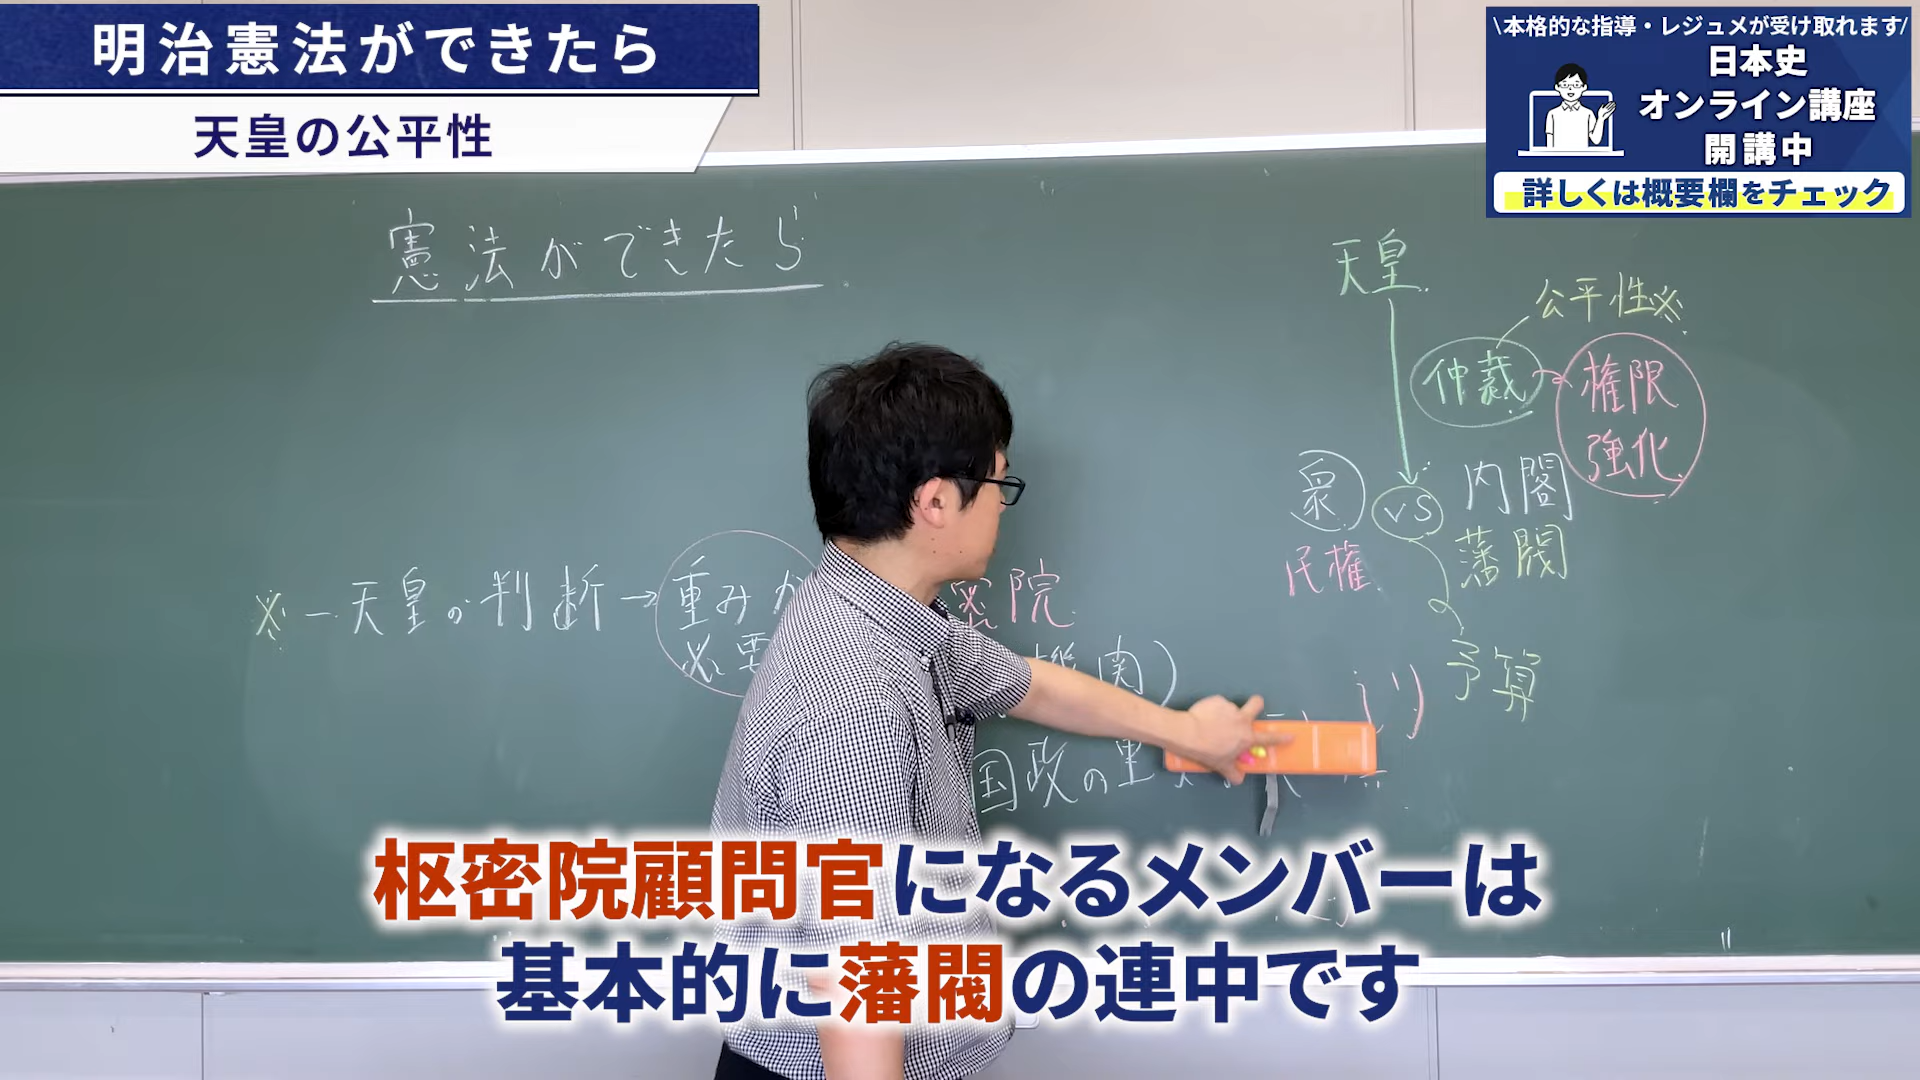 明治憲法ができたら
天皇の公平性
\本格的な指導・レジュメが受け取れます/
日本史
オンライン講座
開講中
詳しくは概要欄をチェック
憲法ができたら
天皇
公平性※
仲裁
権限
強化
衆
vs
内閣
民権
藩閥
予算
※ー天皇の判断→重みが
必要
密院
機関)
国政の重
枢密院顧問官になるメンバーは
基本的に藩閥の連中です